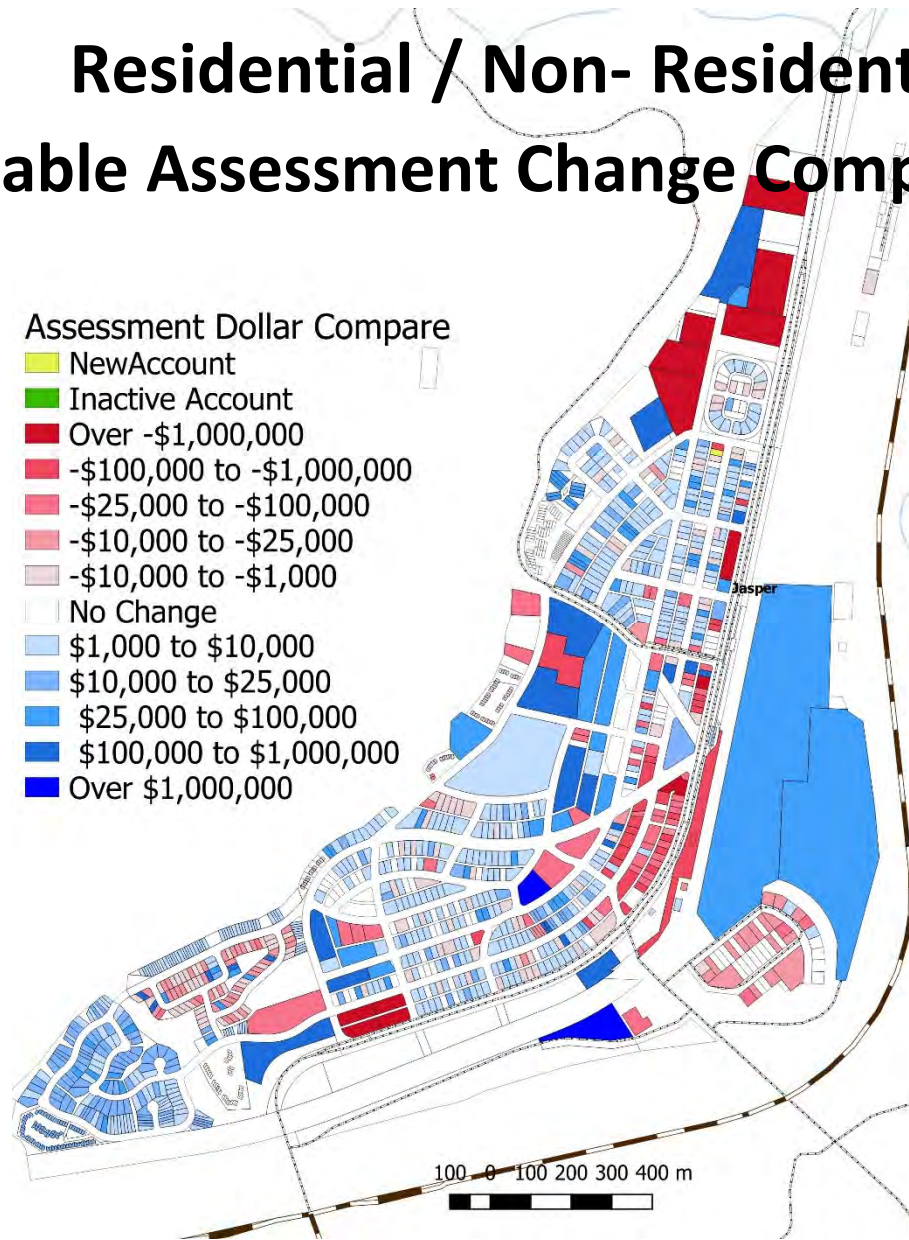 Residential / Non- Resident
able Assessment Change Comp
Assessment Dollar Compare
NewAccount
Inactive Account
Over -$1,000,000
-$100,000 to -$1,000,000
-$25,000 to -$100,000
-$10,000 to -$25,000
-$10,000 to -$1,000
No Change
$1,000 to $10,000
$10,000 to $25,000
$25,000 to $100,000
$100,000 to $1,000,000
Over $1,000,000
Jasper
100 0 100 200 300 400 m